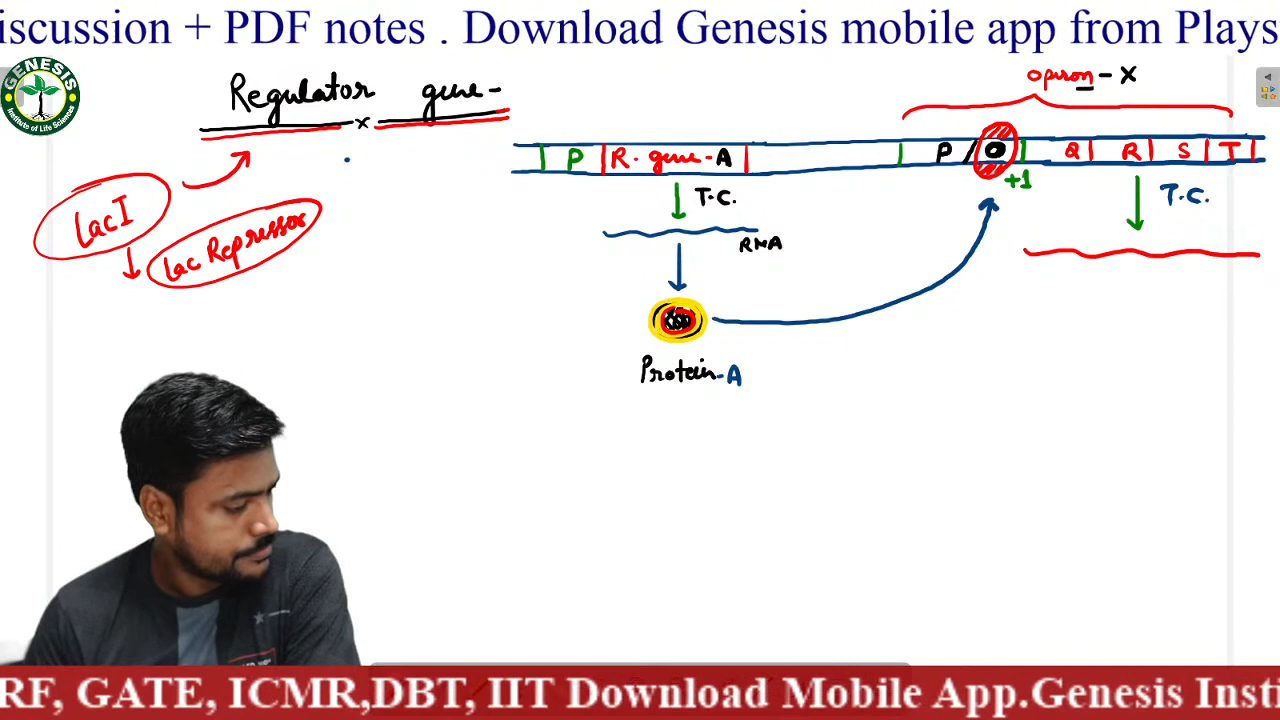 iscussion + PDF notes . Download Genesis mobile app from Plays
GENESIS
Institute of Life Sciences
Regulator gene-
x
operon - X
P R. gene-A
P / O Q R S T
+1
T.C.
T.C.
RNA
LacI
Lac Repressor
Protein-A
RF, GATE, ICMR,DBT, IIT Download Mobile App.Genesis Insti